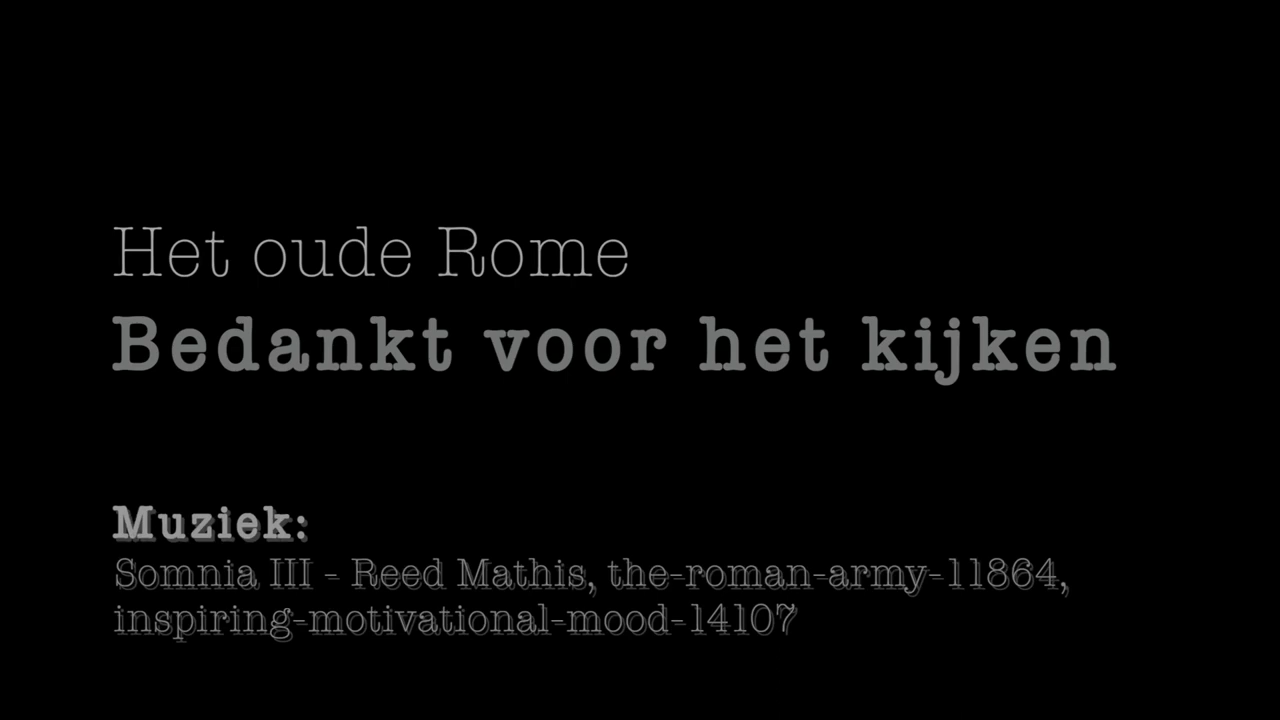 Het oude Rome
Bedankt voor het kijken
Muziek:
Somnia III - Reed Mathis, the-roman-army-11864,
inspiring-motivational-mood-14107